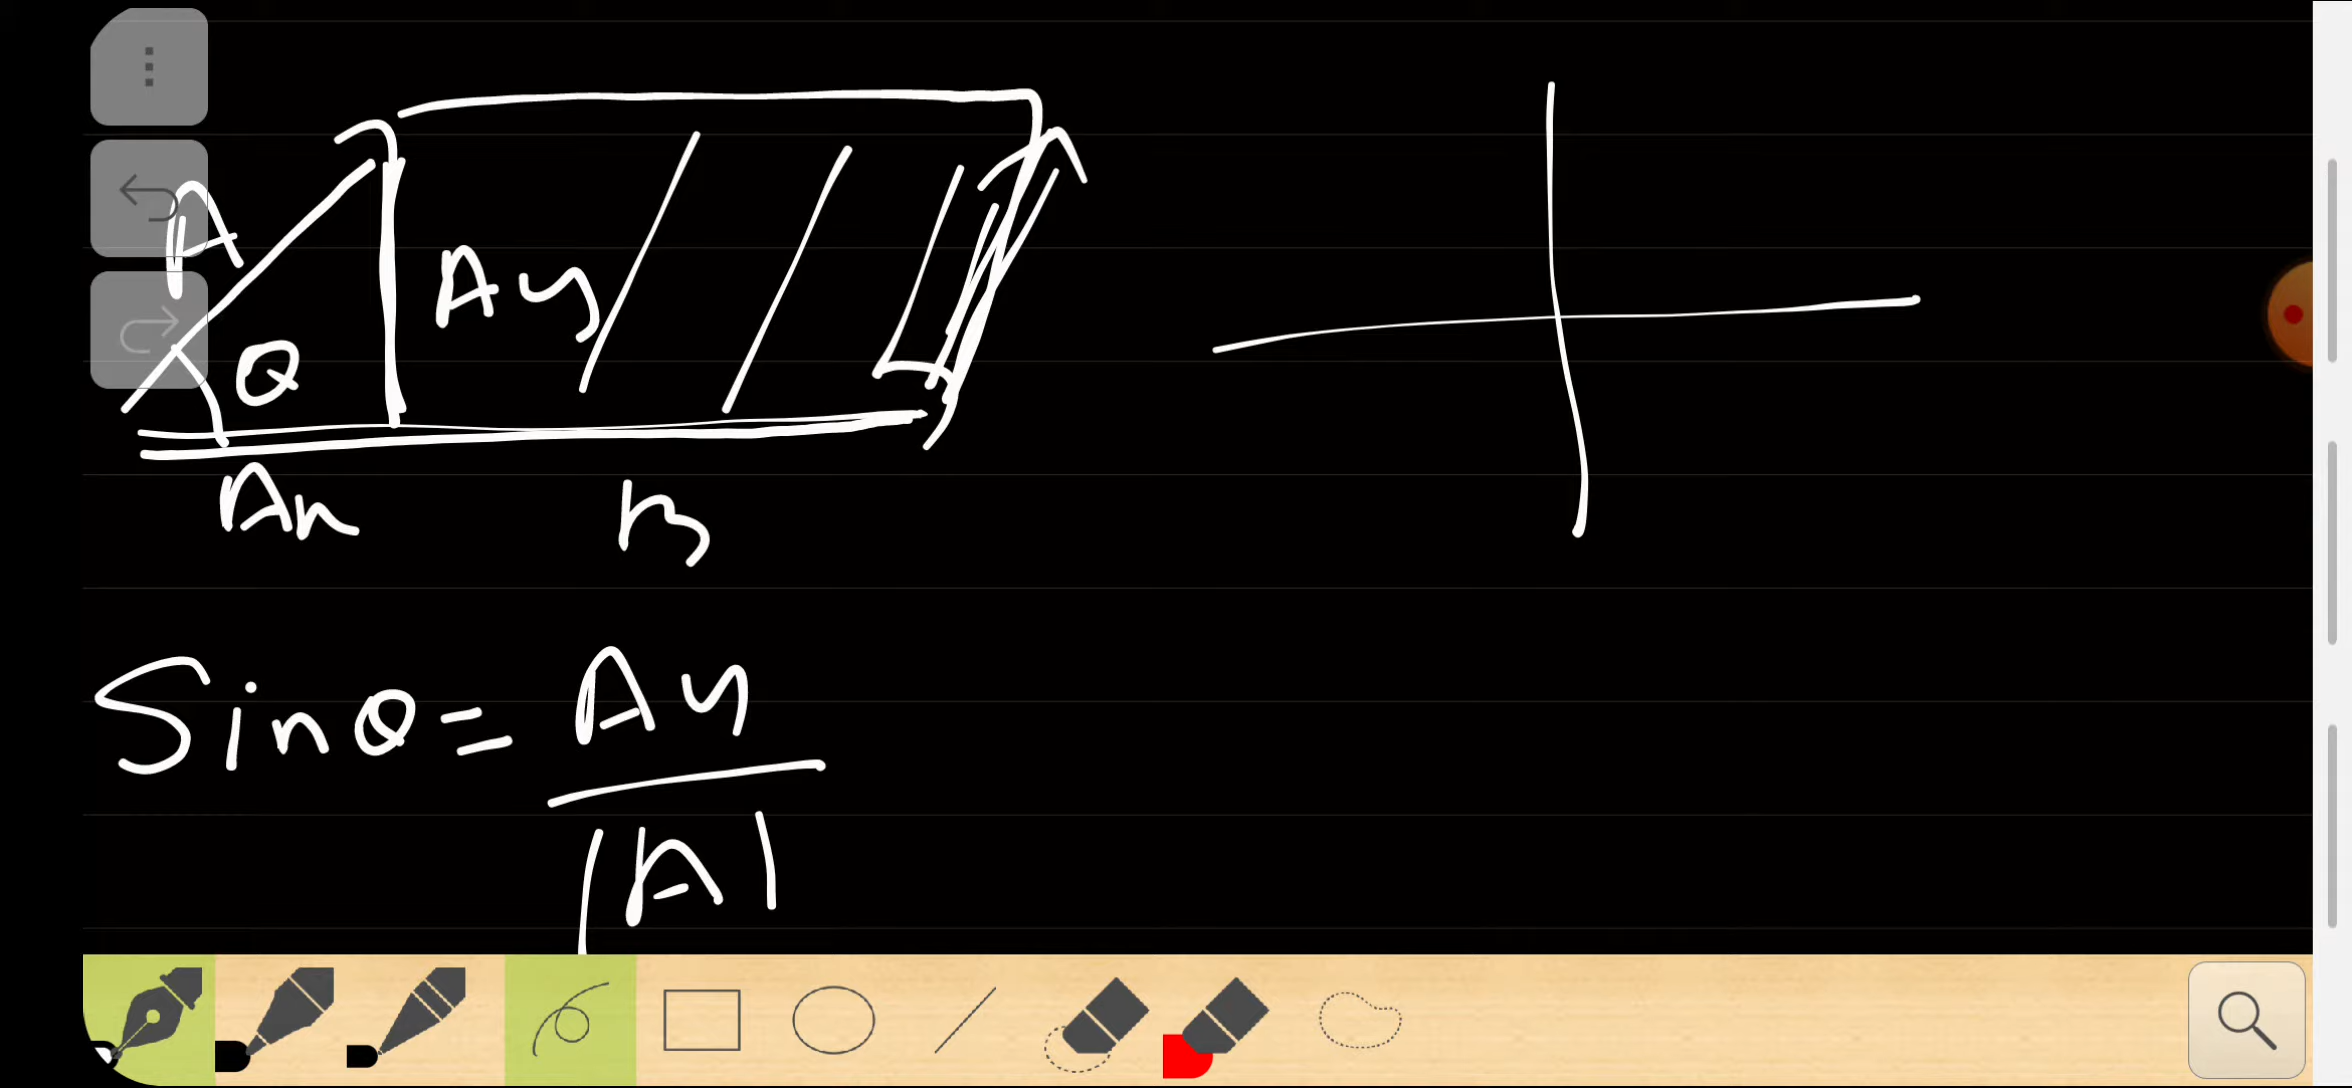 A
Ay
θ
Ax
B
Sinθ = Ay
|A|